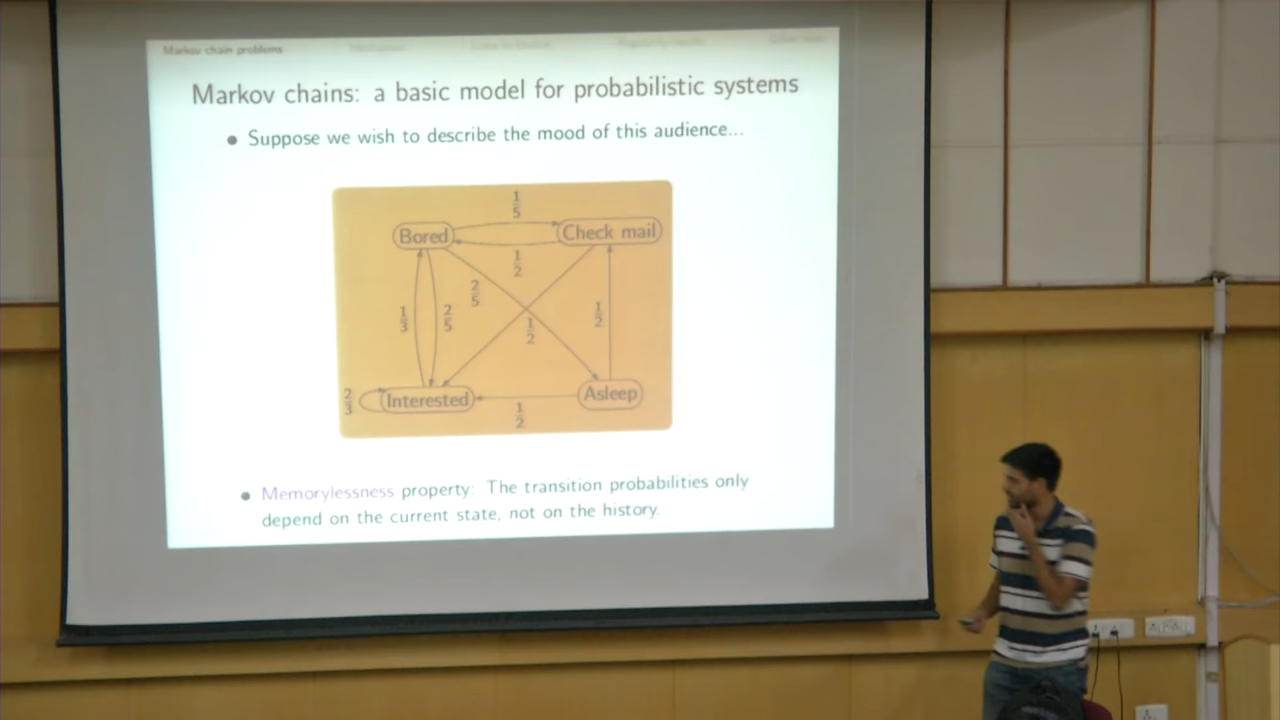 Markov chain problems
Markov chains: a basic model for probabilistic systems
Suppose we wish to describe the mood of this audience...
1/5
Bored
Check mail
1/2
2/5
1/3
2/5
1/2
1/2
2/3
Interested
Asleep
1/2
Memorylessness property: The transition probabilities only
depend on the current state, not on the history.